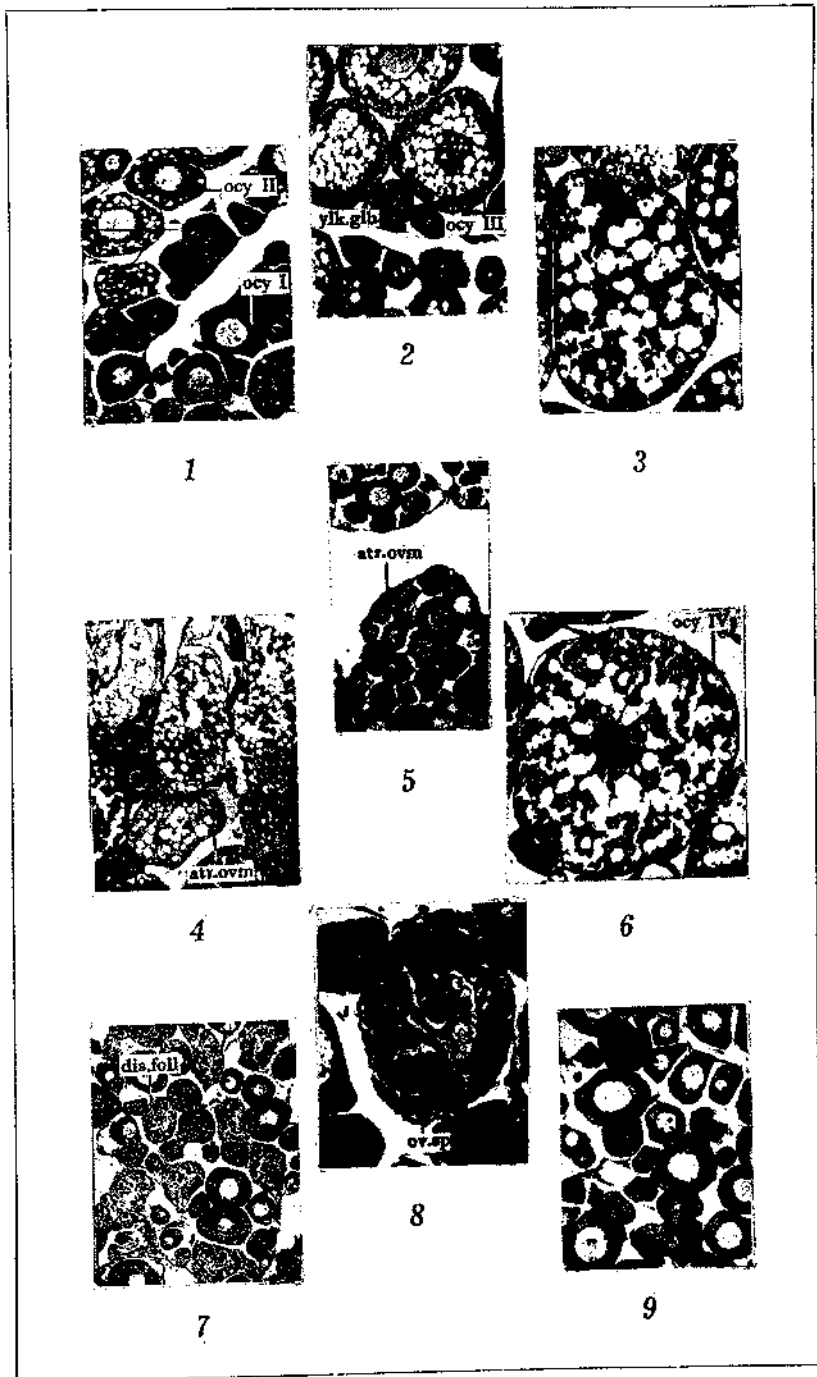 ocy II
ocy I
1
ylk.glb.
ocy III
2
3
atr.ovm
4
atr.ovm
5
ocy IV
6
dis.foll
7
ov.sp
8
9